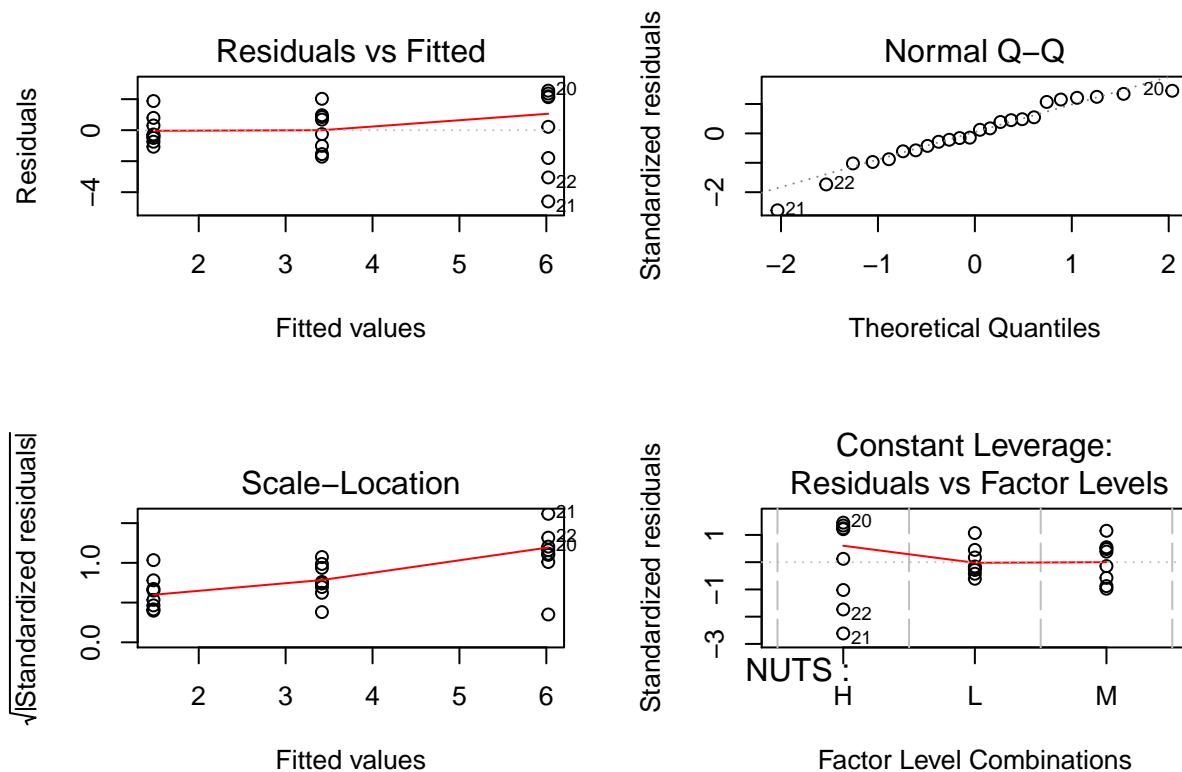 Residuals vs Fitted
Residuals
0
−4
20
22
21
2 3 4 5 6
Fitted values
Normal Q−Q
Standardized residuals
0
−2
20
22
21
−2 −1 0 1 2
Theoretical Quantiles
Scale−Location
√|Standardized residuals|
1.0
0.0
21
22
20
2 3 4 5 6
Fitted values
Constant Leverage:
Residuals vs Factor Levels
Standardized residuals
1
−1
−3
20
22
21
NUTS :
H L M
Factor Level Combinations